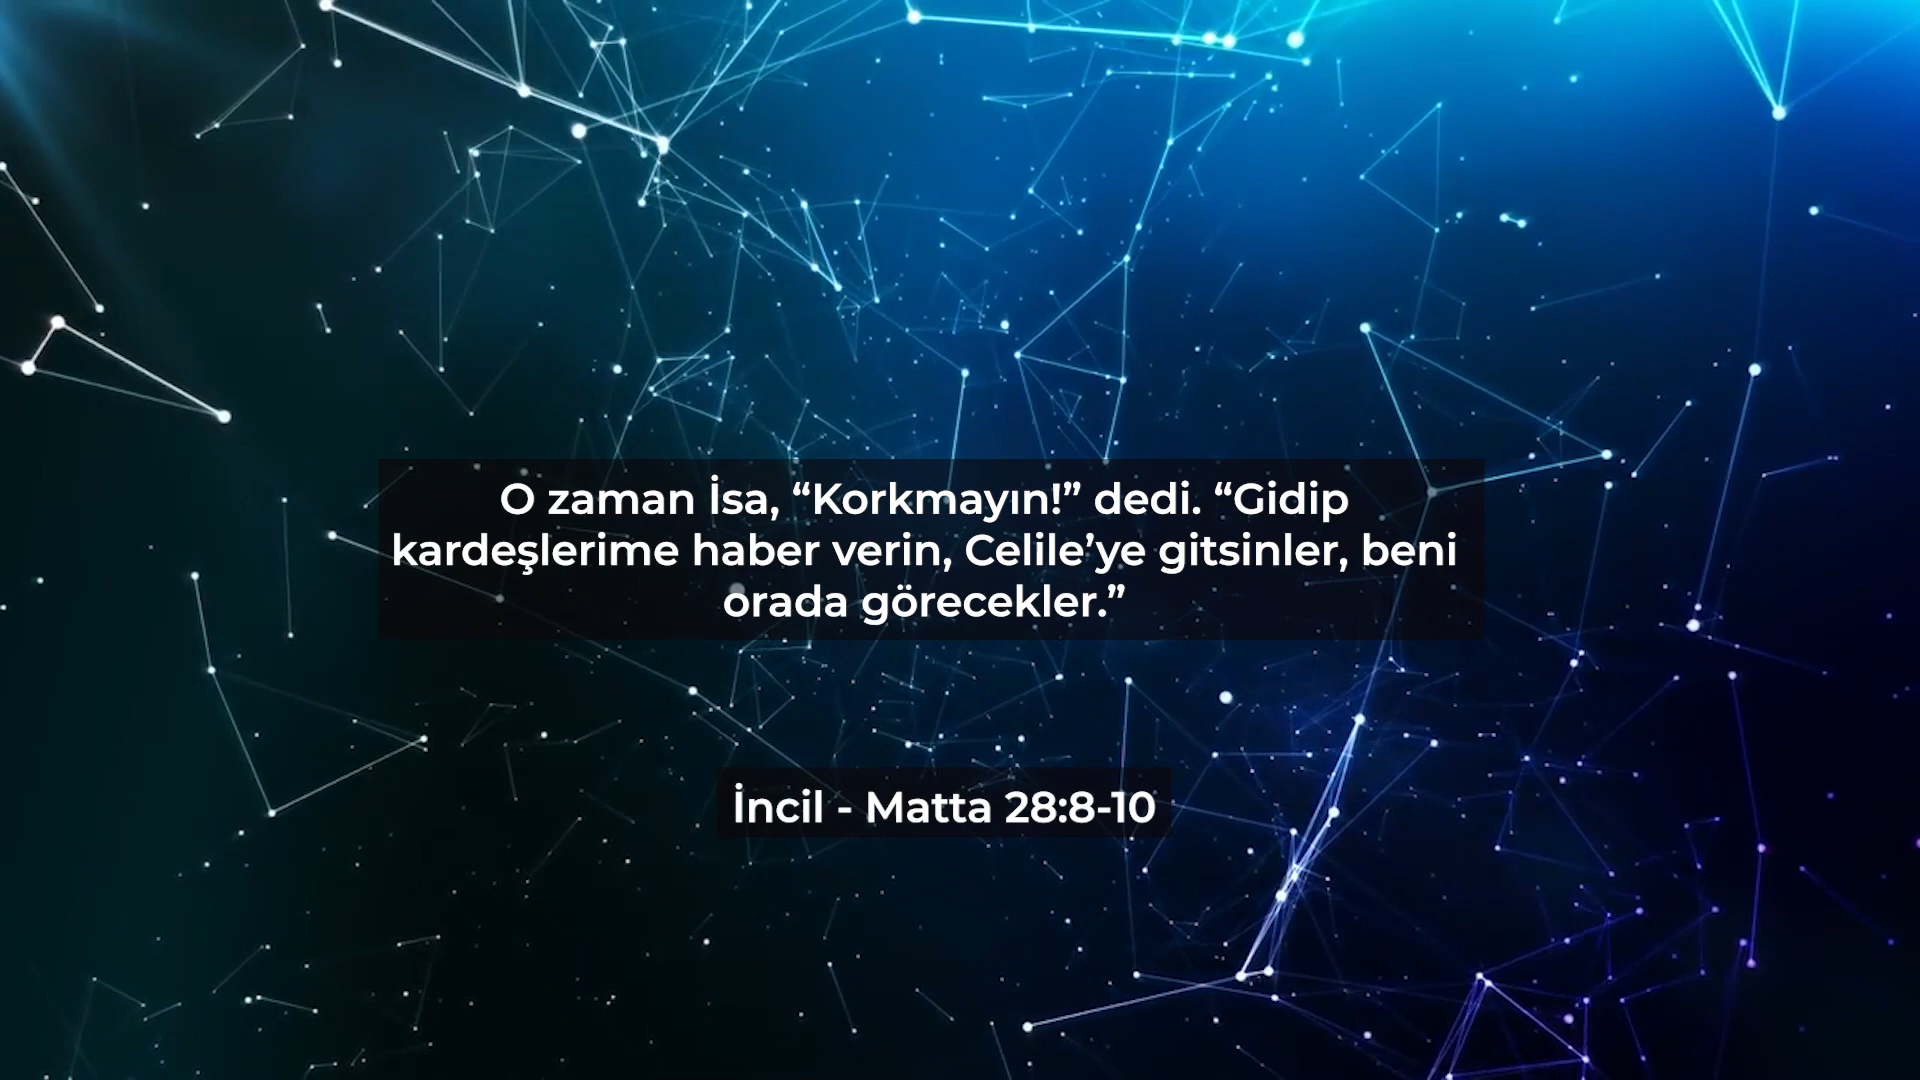 O zaman İsa, “Korkmayın!” dedi. “Gidip
kardeşlerime haber verin, Celile’ye gitsinler, beni
orada görecekler.”
İncil - Matta 28:8-10